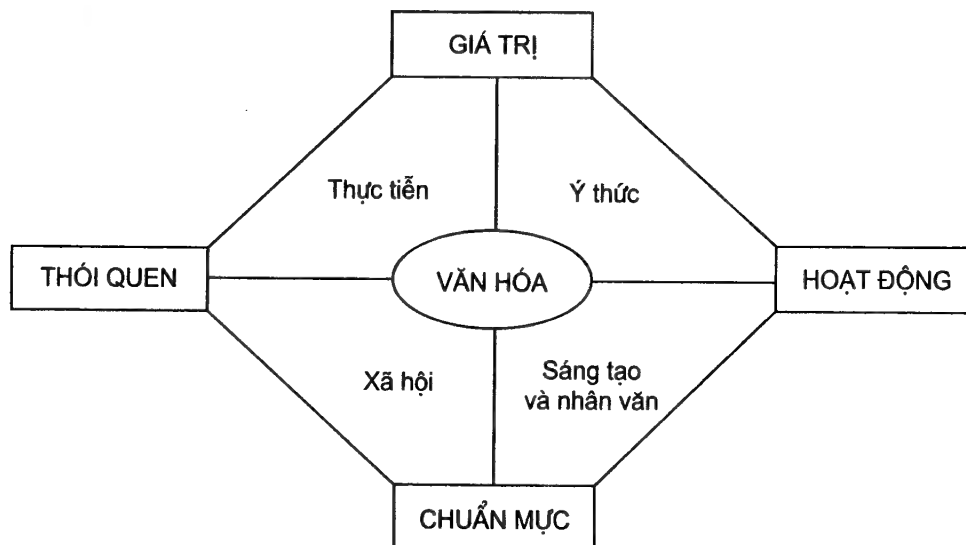 GIÁ TRỊ
Thực tiễn
Ý thức
THÓI QUEN
VĂN HÓA
HOẠT ĐỘNG
Xã hội
Sáng tạo
và nhân văn
CHUẨN MỰC